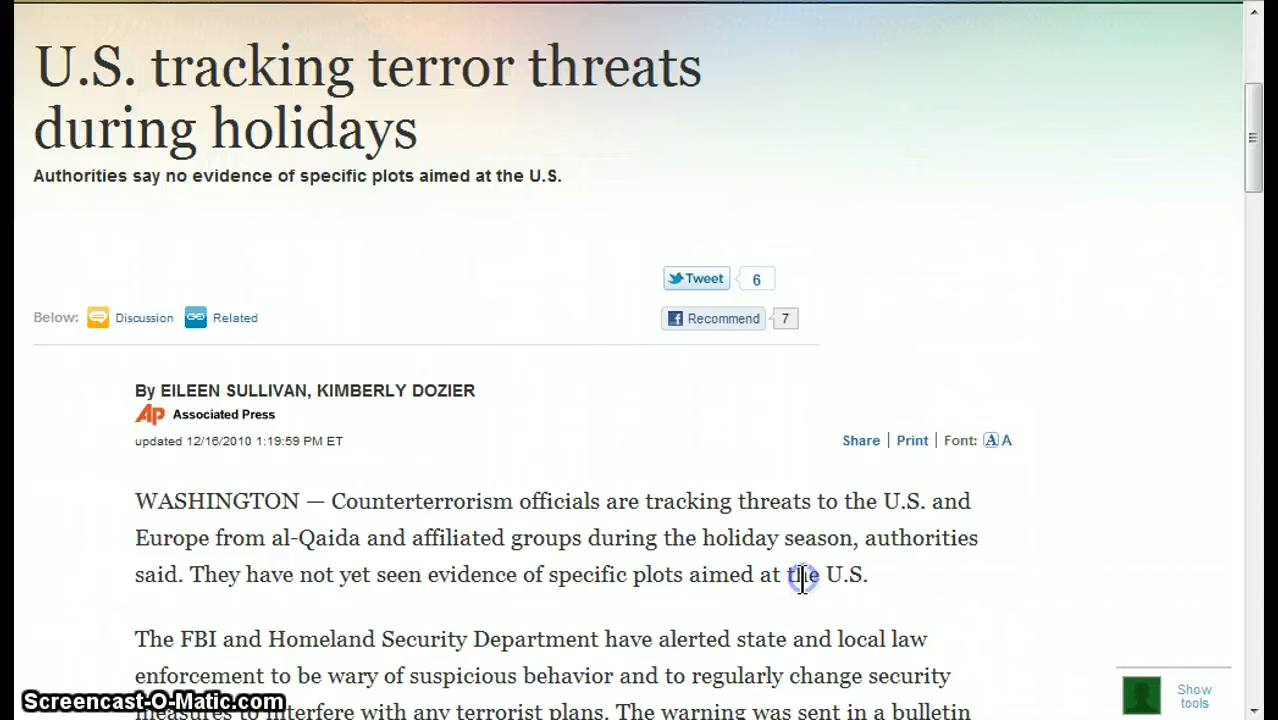 U.S. tracking terror threats
during holidays
Authorities say no evidence of specific plots aimed at the U.S.
Tweet 6
Below: Discussion Related
Recommend 7
By EILEEN SULLIVAN, KIMBERLY DOZIER
AP Associated Press
updated 12/16/2010 1:19:59 PM ET
Share | Print | Font: A A
WASHINGTON — Counterterrorism officials are tracking threats to the U.S. and
Europe from al-Qaida and affiliated groups during the holiday season, authorities
said. They have not yet seen evidence of specific plots aimed at the U.S.
The FBI and Homeland Security Department have alerted state and local law
enforcement to be wary of suspicious behavior and to regularly change security
measures to interfere with any terrorist plans. The warning was sent in a bulletin
Show
tools
Screencast-O-Matic.com